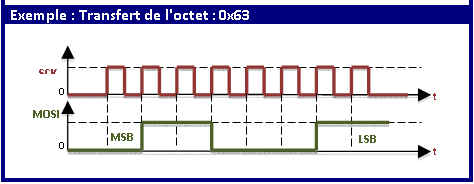 Exemple : Transfert de l'octet : 0x63
SCK
0
t
MOSI
MSB
LSB
0
t